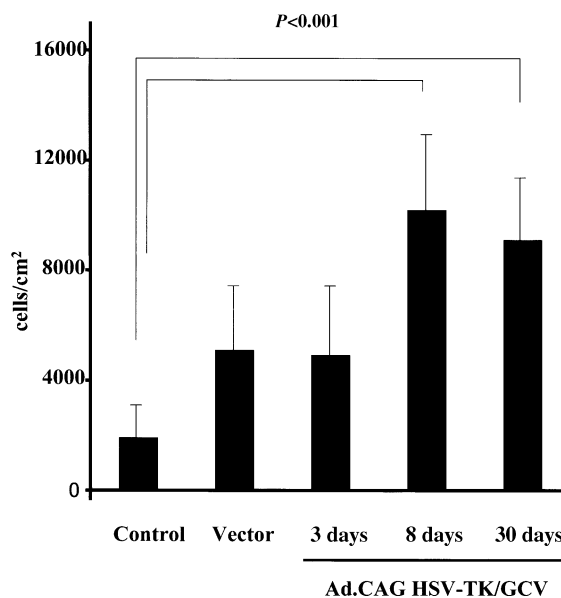 P<0.001
16000
12000
8000
4000
0
cells/cm²
Control Vector 3 days 8 days 30 days
Ad.CAG HSV-TK/GCV